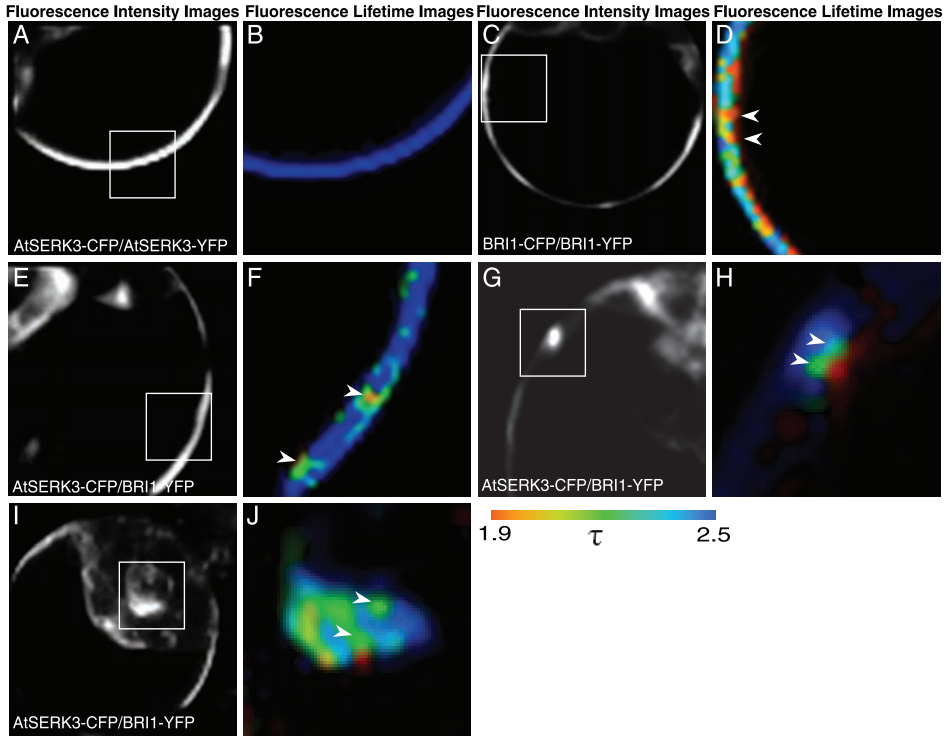 Fluorescence Intensity Images Fluorescence Lifetime Images Fluorescence Intensity Images Fluorescence Lifetime Images
A B C D
AtSERK3-CFP/AtSERK3-YFP BRI1-CFP/BRI1-YFP
E F G H
AtSERK3-CFP/BRI1-YFP AtSERK3-CFP/BRI1-YFP
I J
1.9 τ 2.5
AtSERK3-CFP/BRI1-YFP